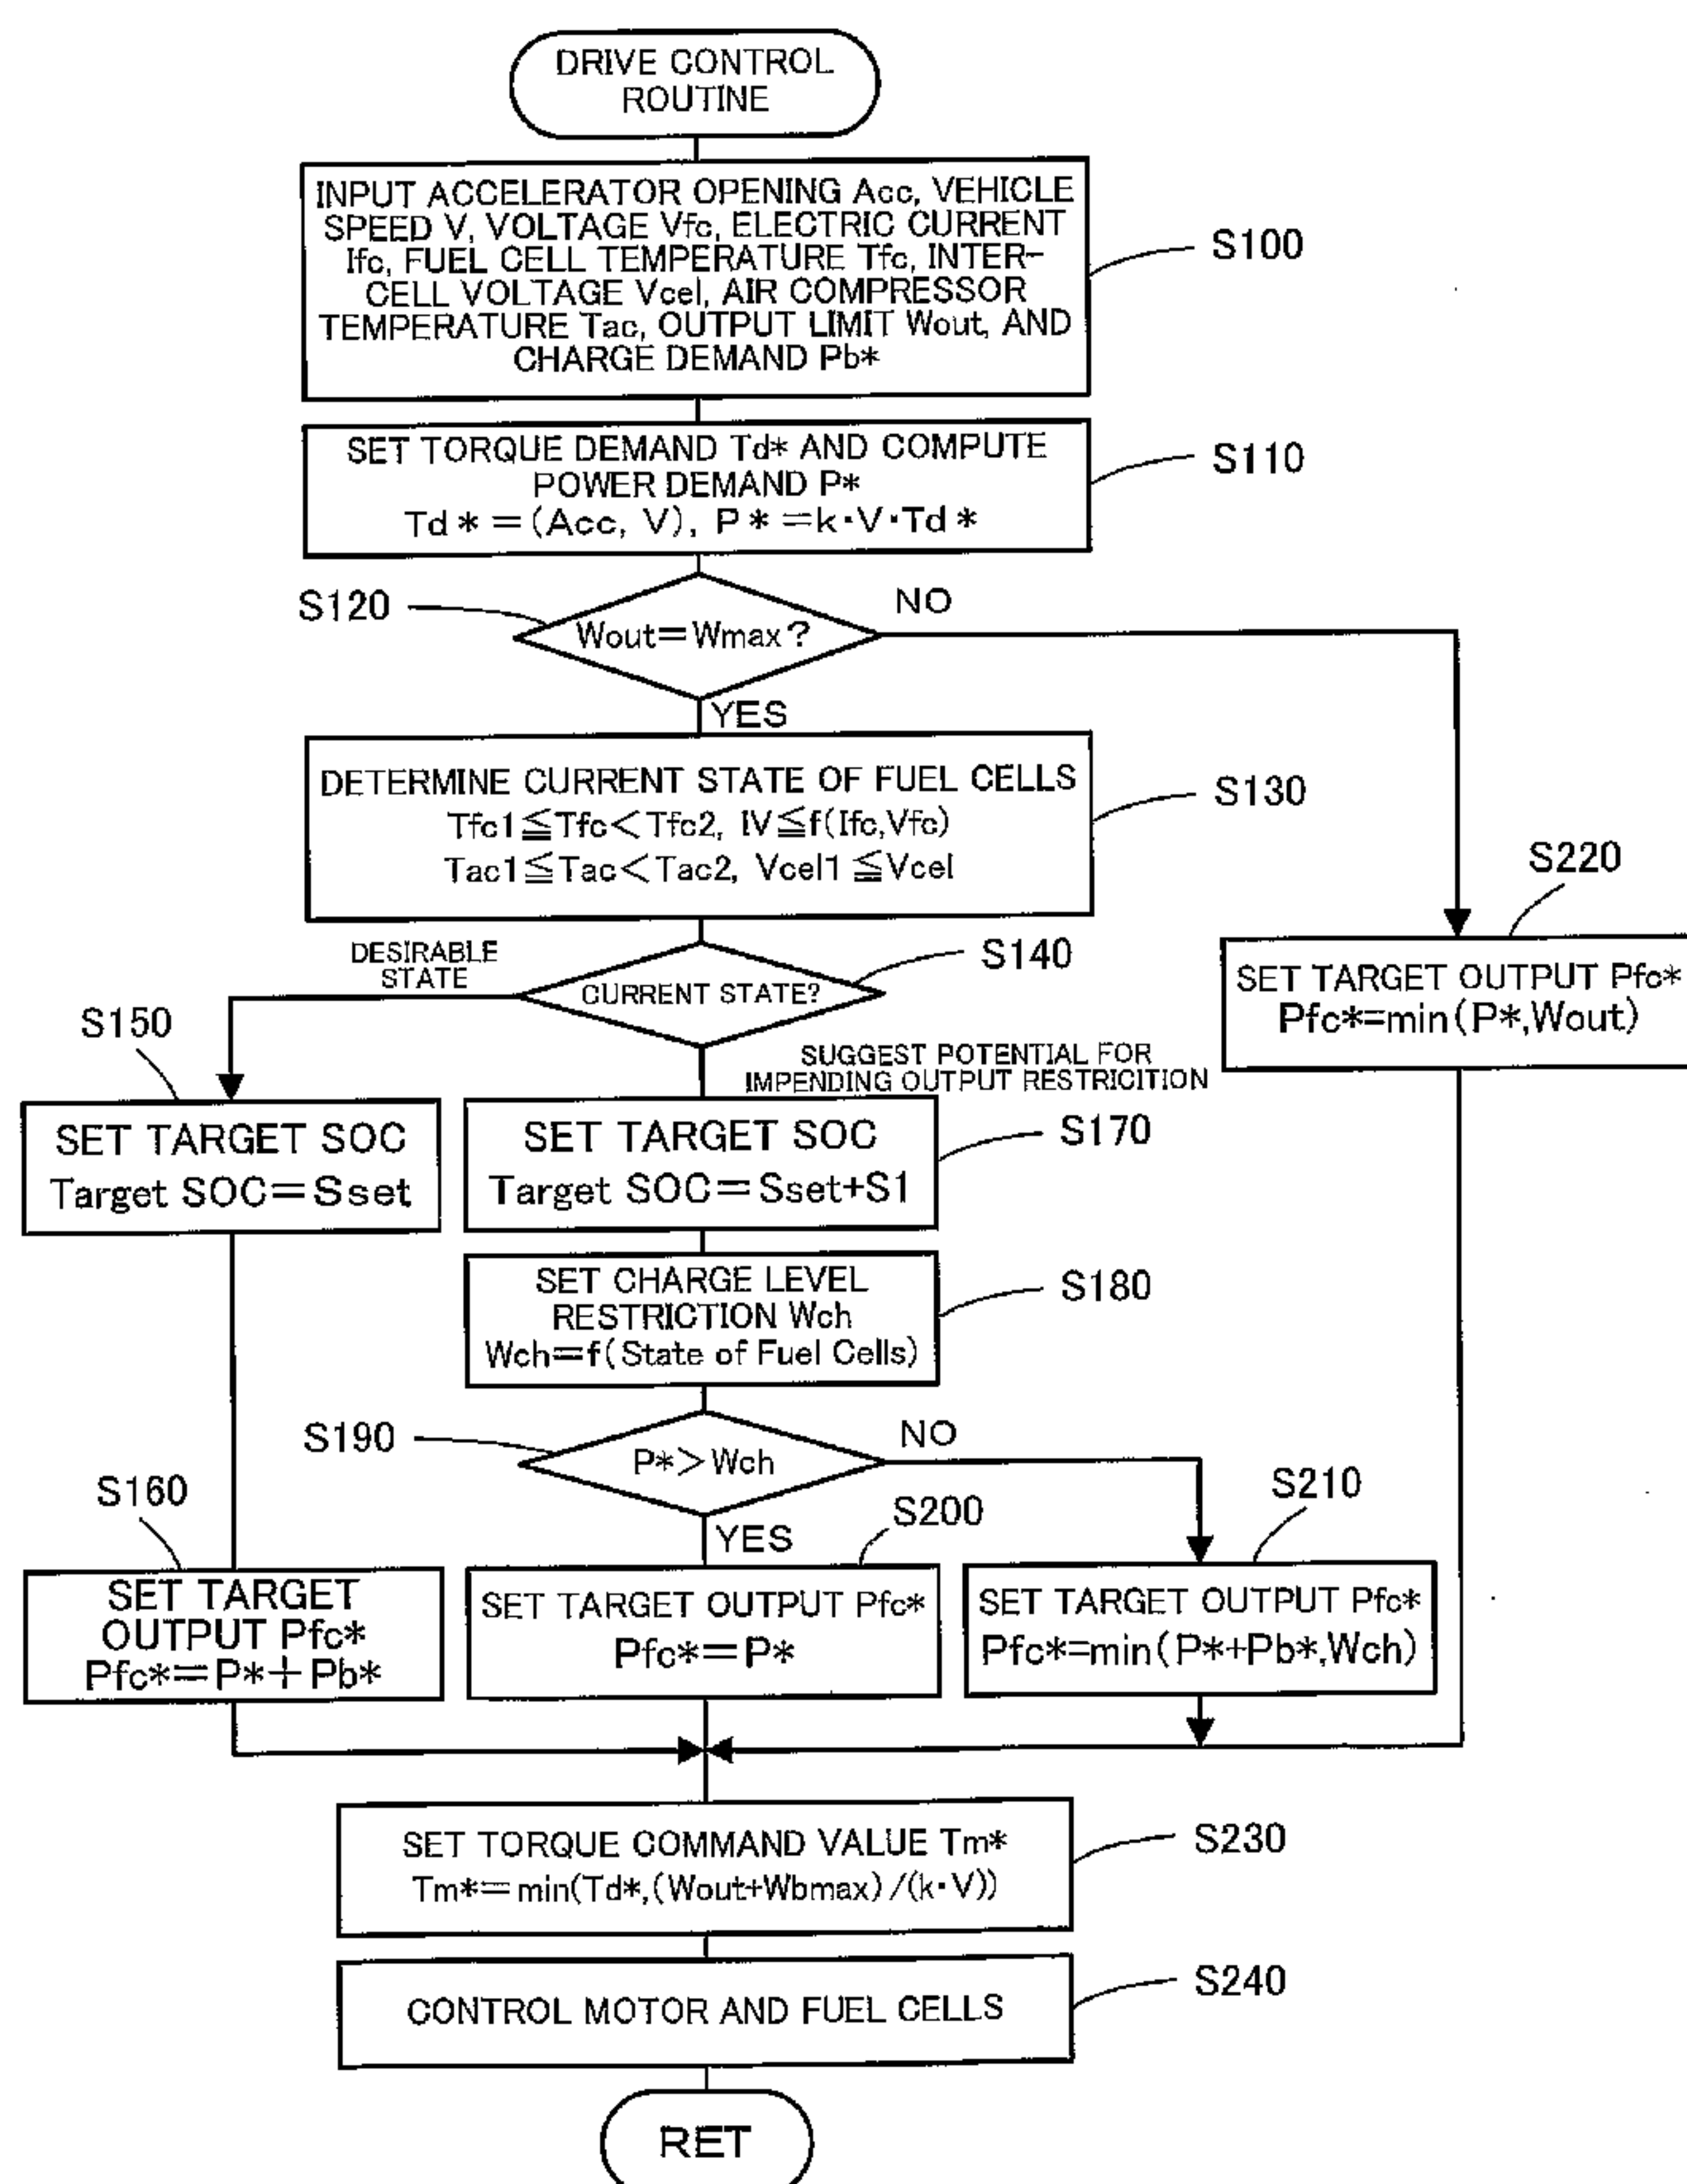 DRIVE CONTROL
ROUTINE
INPUT ACCELERATOR OPENING Acc, VEHICLE
SPEED V, VOLTAGE Vfc, ELECTRIC CURRENT
Ifc, FUEL CELL TEMPERATURE Tfc, INTER-
CELL VOLTAGE Vcel, AIR COMPRESSOR
TEMPERATURE Tac, OUTPUT LIMIT Wout, AND
CHARGE DEMAND Pb*
S100
SET TORQUE DEMAND Td* AND COMPUTE
POWER DEMAND P*
Td*=(Acc, V), P*=k·V·Td*
S110
S120
Wout=Wmax?
NO
YES
DETERMINE CURRENT STATE OF FUEL CELLS
Tfc1≦Tfc<Tfc2, IV≦f(Ifc,Vfc)
Tac1≦Tac<Tac2, Vcel1≦Vcel
S130
S220
SET TARGET OUTPUT Pfc*
Pfc*=min(P*,Wout)
DESIRABLE
STATE
CURRENT STATE?
S140
SUGGEST POTENTIAL FOR
IMPENDING OUTPUT RESTRICITION
S150
SET TARGET SOC
Target SOC=Sset
SET TARGET SOC
Target SOC=Sset+S1
S170
SET CHARGE LEVEL
RESTRICTION Wch
Wch=f(State of Fuel Cells)
S180
S190
P*>Wch
NO
YES
S160
SET TARGET
OUTPUT Pfc*
Pfc*=P*+Pb*
S200
SET TARGET OUTPUT Pfc*
Pfc*=P*
S210
SET TARGET OUTPUT Pfc*
Pfc*=min(P*+Pb*,Wch)
SET TORQUE COMMAND VALUE Tm*
Tm*=min(Td*,(Wout+Wbmax)/(k·V))
S230
CONTROL MOTOR AND FUEL CELLS
S240
RET